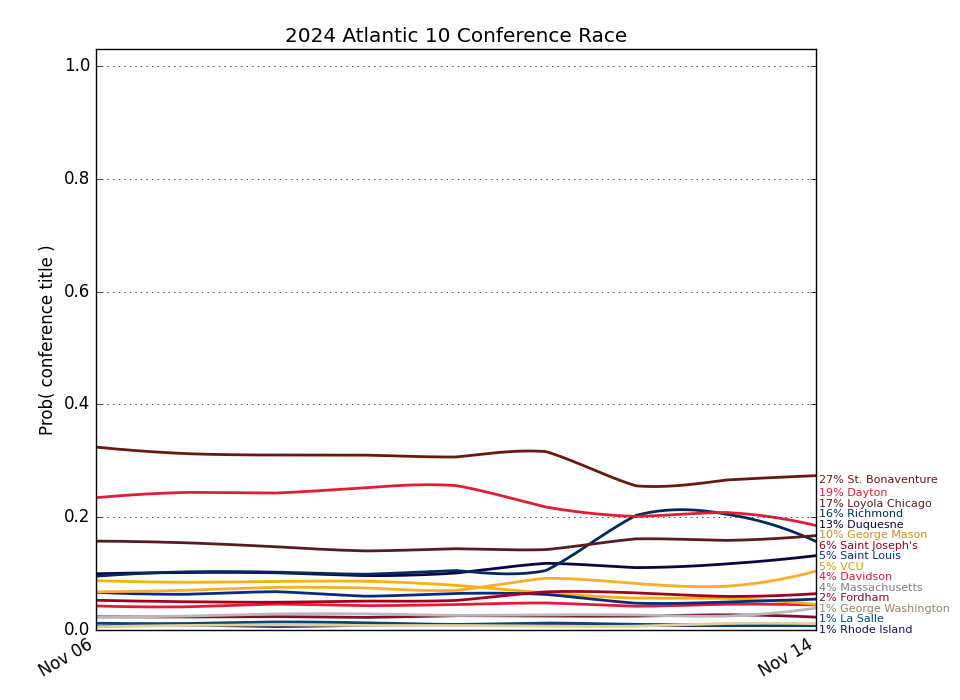 2024 Atlantic 10 Conference Race
1.0
0.8
0.6
0.4
0.2
0.0
Prob( conference title )
Nov 06
Nov 14
27% St. Bonaventure
19% Dayton
17% Loyola Chicago
16% Richmond
13% Duquesne
10% George Mason
6% Saint Joseph's
5% Saint Louis
5% VCU
4% Davidson
4% Massachusetts
2% Fordham
1% George Washington
1% La Salle
1% Rhode Island